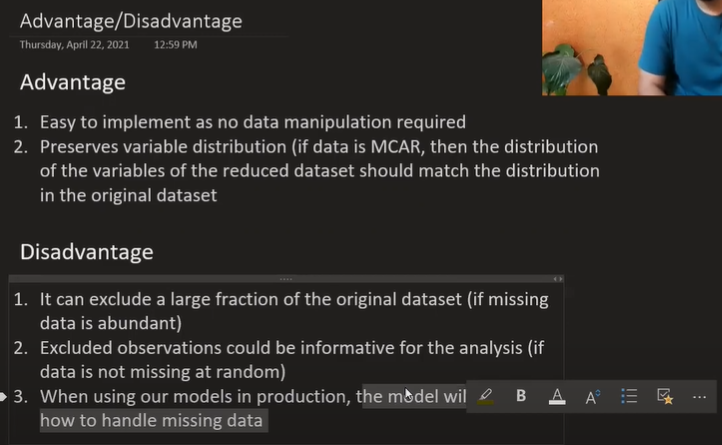 Advantage/Disadvantage
Thursday, April 22, 2021 12:59 PM
Advantage
1. Easy to implement as no data manipulation required
2. Preserves variable distribution (if data is MCAR, then the distribution
of the variables of the reduced dataset should match the distribution
in the original dataset
Disadvantage
1. It can exclude a large fraction of the original dataset (if missing
data is abundant)
2. Excluded observations could be informative for the analysis (if
data is not missing at random)
3. When using our models in production, the model wil
B A A
how to handle missing data